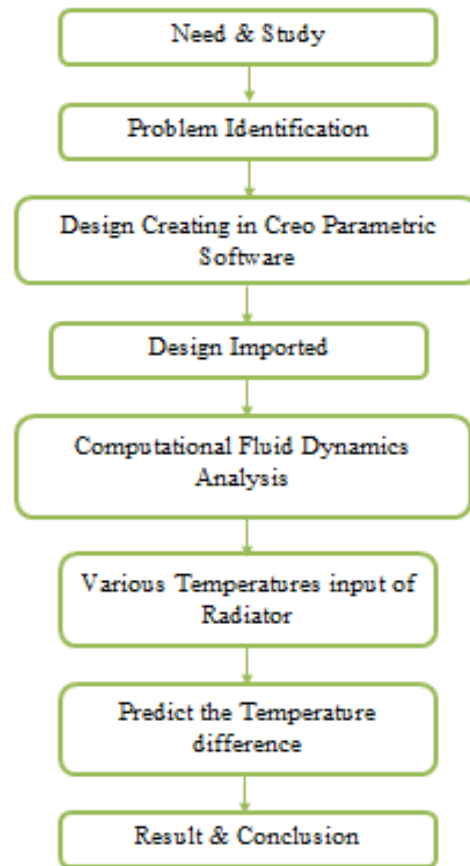 Need & Study
Problem Identification
Design Creating in Creo Parametric
Software
Design Imported
Computational Fluid Dynamics
Analysis
Various Temperatures input of
Radiator
Predict the Temperature
difference
Result & Conclusion